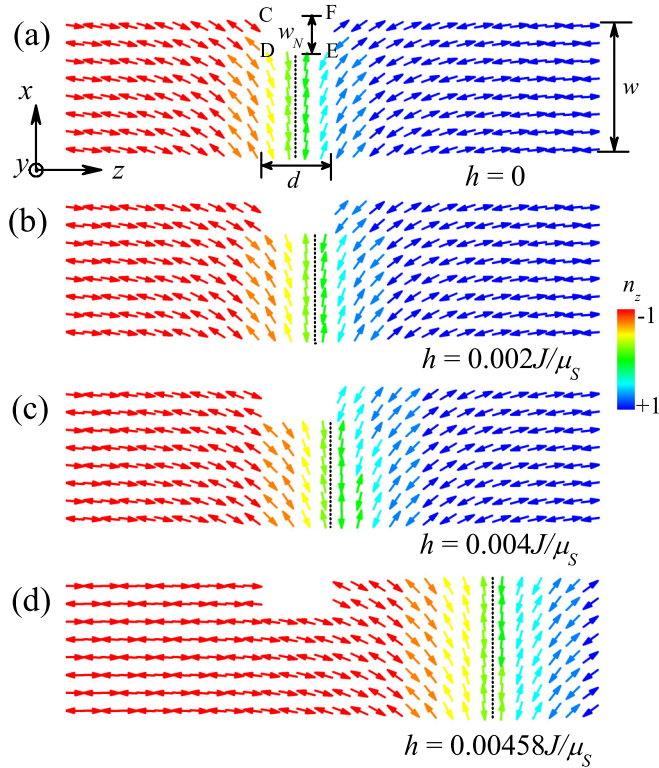 (a)
C
F
w_N
D
E
w
x
y
z
d
h = 0
(b)
h = 0.002J/μ_S
n_z
-1
+1
(c)
h = 0.004J/μ_S
(d)
h = 0.00458J/μ_S